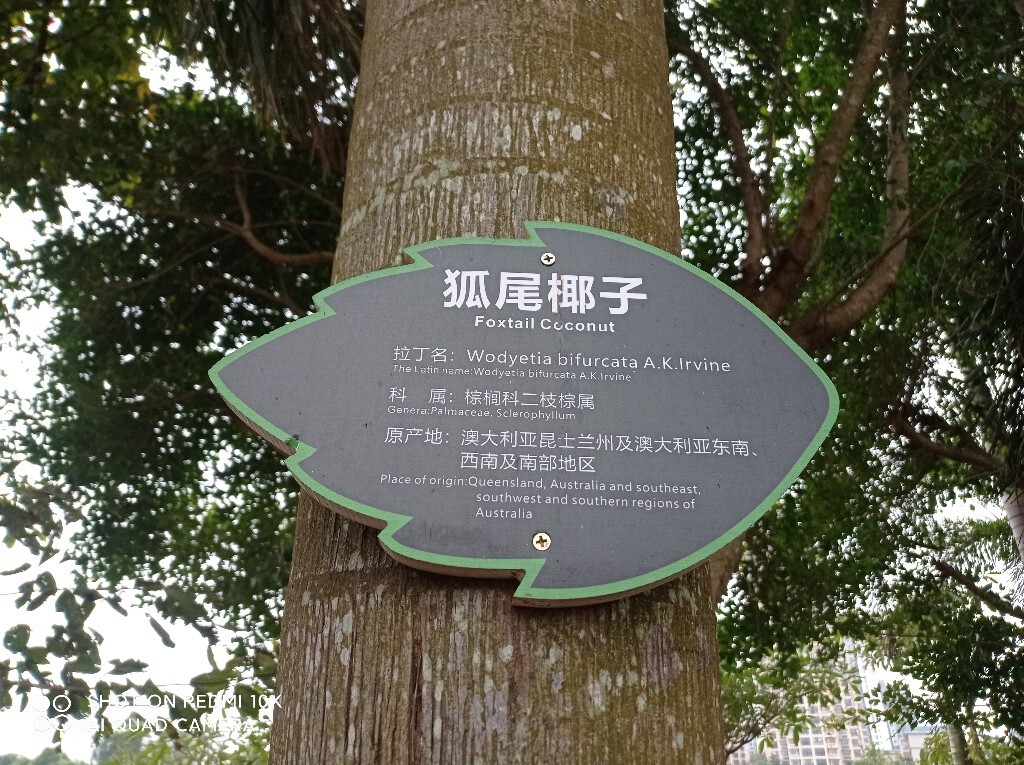 狐尾椰子
Foxtail Coconut
拉丁名：Wodyetia bifurcata A.K.Irvine
The Latin name:Wodyetia bifurcata A.K.Irvine
科 属：棕榈科二枝棕属
Genera:Palmaceae, Sclerophyllum
原产地：澳大利亚昆士兰州及澳大利亚东南、
西南及南部地区
Place of origin:Queensland, Australia and southeast,
southwest and southern regions of
Australia
SHOT ON REDMI 10X
AI QUAD CAMERA